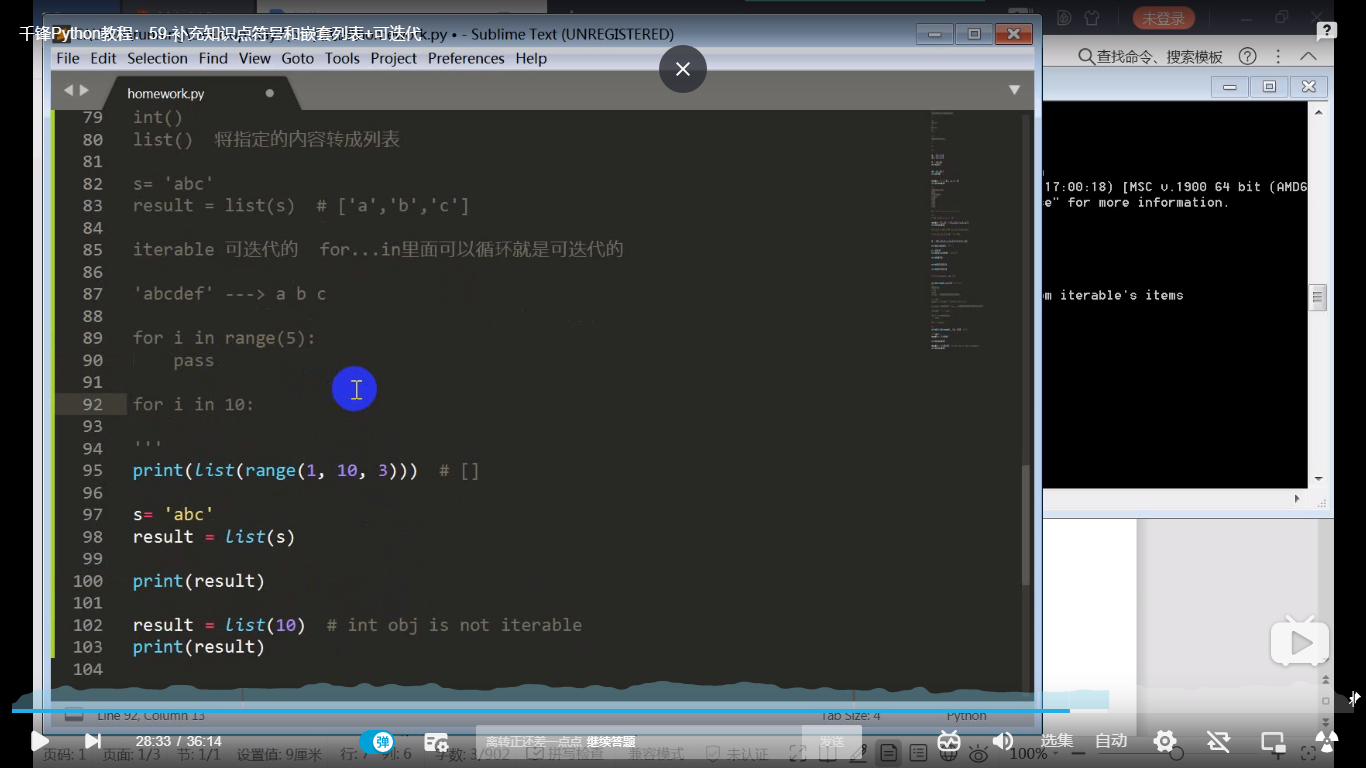 千锋Python教程：59.补充知识点符号和嵌套列表+可迭代
.py • - Sublime Text (UNREGISTERED)
未登录
File Edit Selection Find View Goto Tools Project Preferences Help
查找命令、搜索模板
homework.py
79 int()
80 list() 将指定的内容转成列表
81
82 s= 'abc'
83 result = list(s) # ['a','b','c']
84
85 iterable 可迭代的 for...in里面可以循环就是可迭代的
86
87 'abcdef' ---> a b c
88
89 for i in range(5):
90 pass
91
92 for i in 10:
93
94 '''
95 print(list(range(1, 10, 3))) # []
96
97 s= 'abc'
98 result = list(s)
99
100 print(result)
101
102 result = list(10) # int obj is not iterable
103 print(result)
104
17:00:18) [MSC v.1900 64 bit (AMD6
e" for more information.
m iterable's items
Line 92, Column 13
Tab Size: 4
Python
28:33 / 36:14
弹
离转正还差一点点 继续答题
发送
选集
自动
页码: 1 页面: 1/3 节: 1/1 设置值: 9厘米 行: 7 列: 6 字数: 3/902 拼写检查 兼容模式 未认证 100%